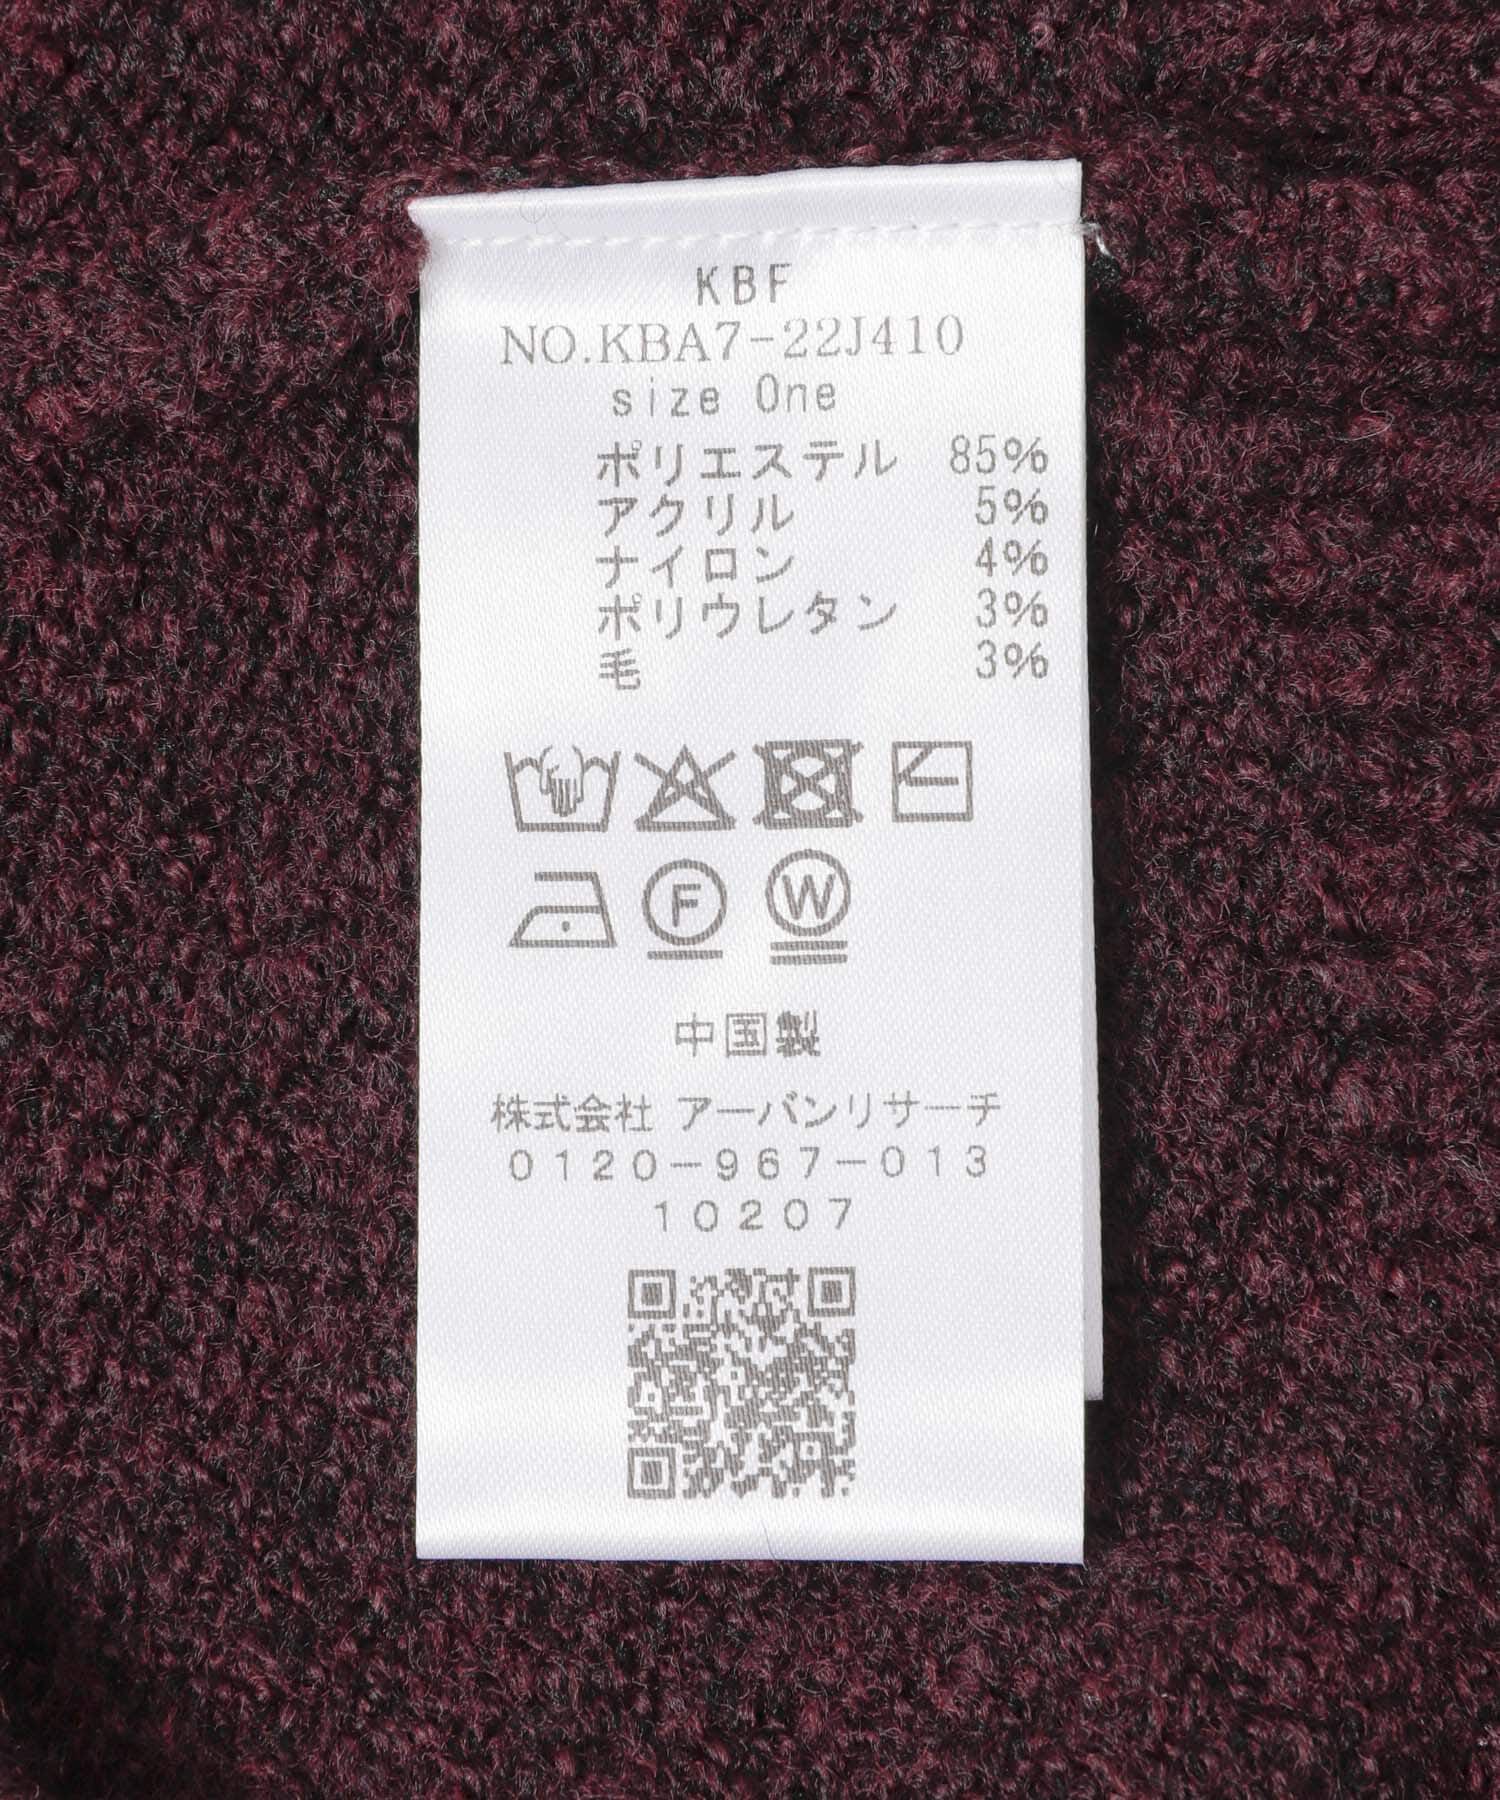 KBF
NO.KBA7-22J410
size One
ポリエステル 85%
アクリル 5%
ナイロン 4%
ポリウレタン 3%
毛 3%
F W
中国製
株式会社 アーバンリサーチ
0120-967-013
10207